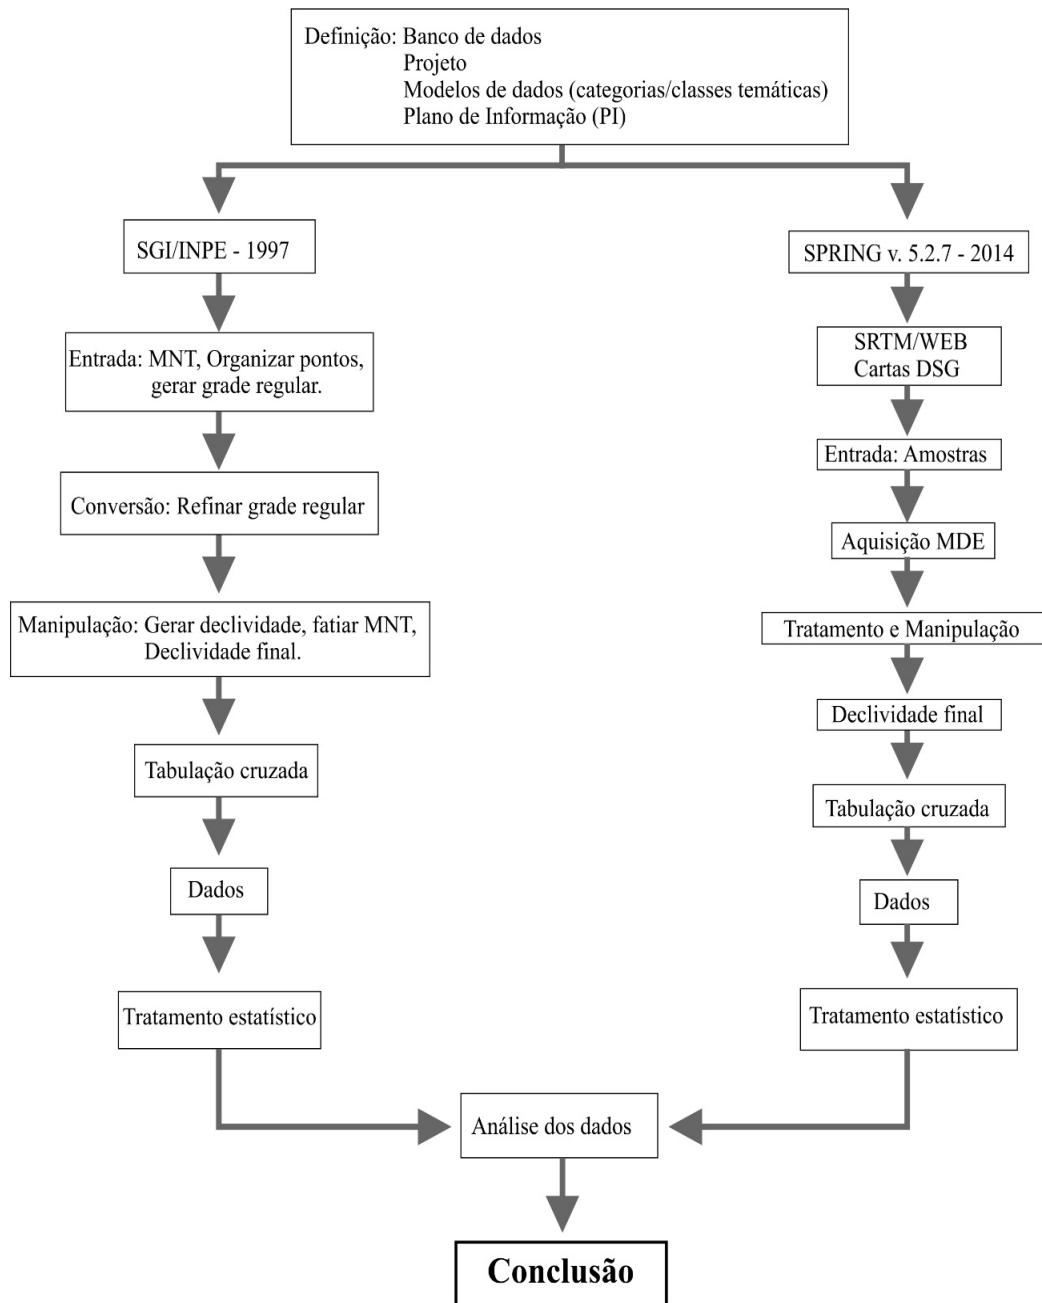 Definição: Banco de dados
Projeto
Modelos de dados (categorias/classes temáticas)
Plano de Informação (PI)
SGI/INPE - 1997
Entrada: MNT, Organizar pontos,
gerar grade regular.
Conversão: Refinar grade regular
Manipulação: Gerar declividade, fatiar MNT,
Declividade final.
Tabulação cruzada
Dados
Tratamento estatístico
SPRING v. 5.2.7 - 2014
SRTM/WEB
Cartas DSG
Entrada: Amostras
Aquisição MDE
Tratamento e Manipulação
Declividade final
Tabulação cruzada
Dados
Tratamento estatístico
Análise dos dados
Conclusão